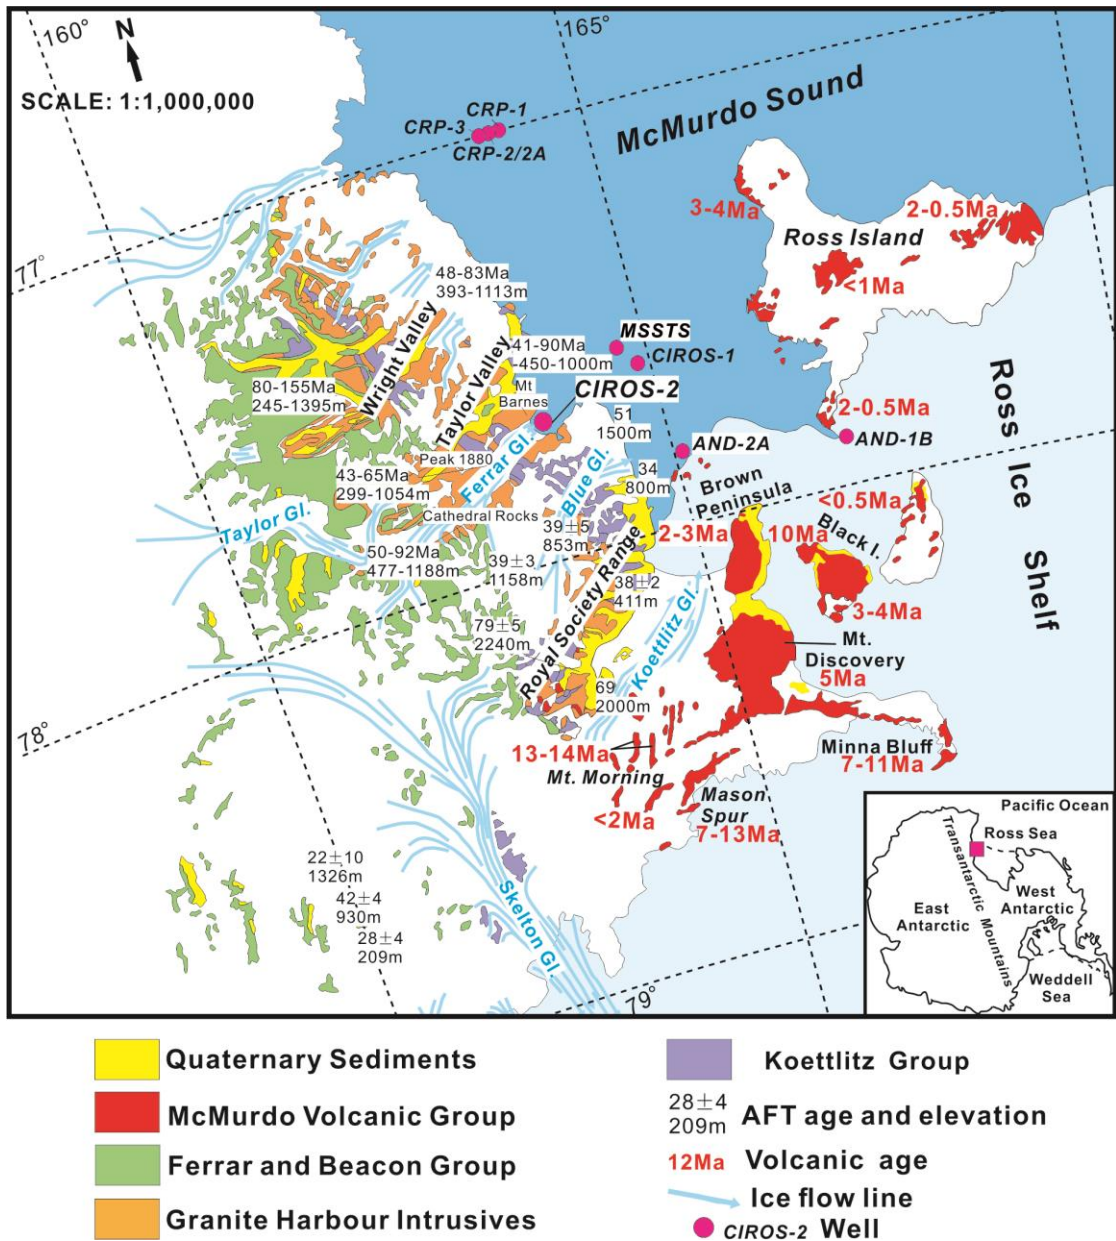 160°
N
165°
SCALE: 1:1,000,000
McMurdo Sound
CRP-1
CRP-3
CRP-2/2A
3-4Ma
2-0.5Ma
Ross Island
<1Ma
77°
48-83Ma
393-1113m
MSSTS
CIROS-1
41-90Ma
-450-1000m
Wright Valley
Taylor Valley
Mt
Barnes
CIROS-2
80-155Ma
245-1395m
Ross Ice Shelf
2-0.5Ma
AND-1B
51
1500m
AND-2A
Peak 1880
Ferrar Gl.
Blue Gl.
34
800m
Brown
Peninsula
43-65Ma
299-1054m
<0.5Ma
Taylor Gl.
Cathedral Rocks
39±5
853m
2-3Ma
10Ma
Black I.
50-92Ma
477-1188m
39±3
1158m
38±2
411m
3-4Ma
79±5
2240m
Royal Society Range
Koettlitz Gl.
Mt.
Discovery
5Ma
69
2000m
78°
13-14Ma
Mt. Morning
Minna Bluff
7-11Ma
<2Ma
Mason
Spur
7-13Ma
22±10
1326m
42±4
930m
28±4
209m
Skelton Gl.
79°
Pacific Ocean
Ross Sea
Transantarctic Mountains
West
Antarctic
East
Antarctic
Weddell
Sea
Quaternary Sediments
McMurdo Volcanic Group
Ferrar and Beacon Group
Granite Harbour Intrusives
Koettlitz Group
28±4
209m
AFT age and elevation
12Ma Volcanic age
Ice flow line
CIROS-2 Well